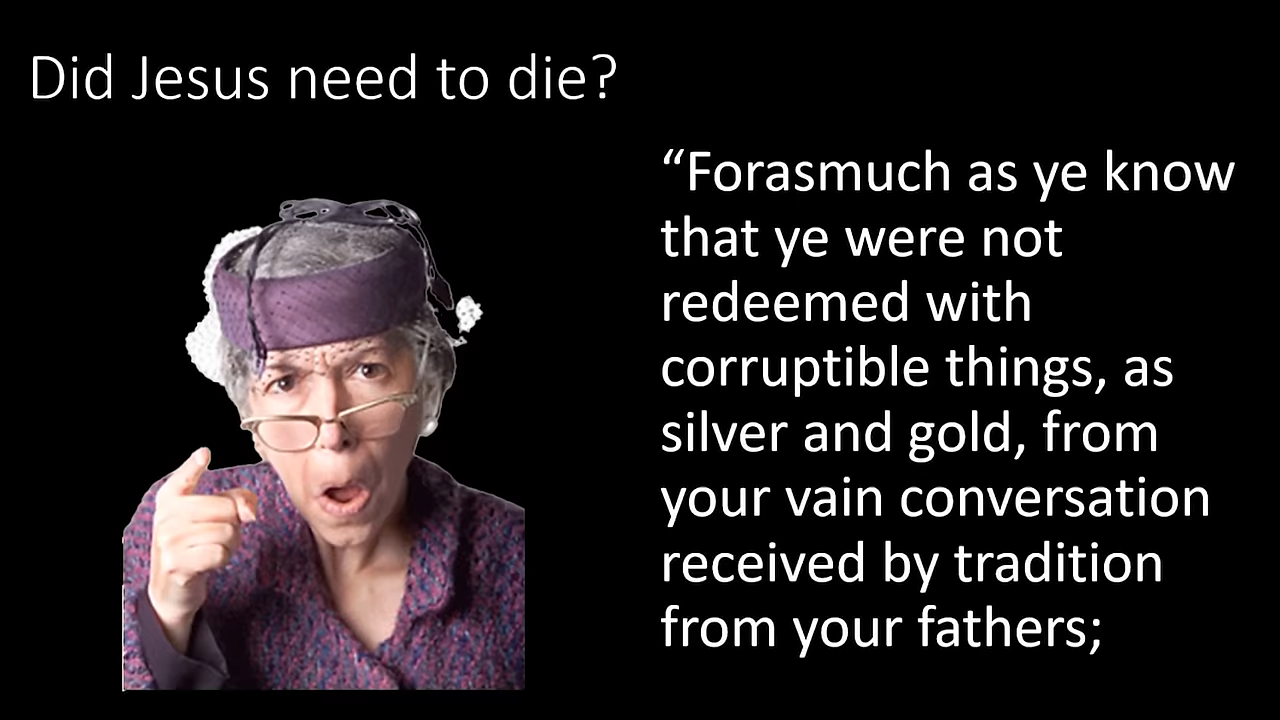 Did Jesus need to die?
“Forasmuch as ye know
that ye were not
redeemed with
corruptible things, as
silver and gold, from
your vain conversation
received by tradition
from your fathers;